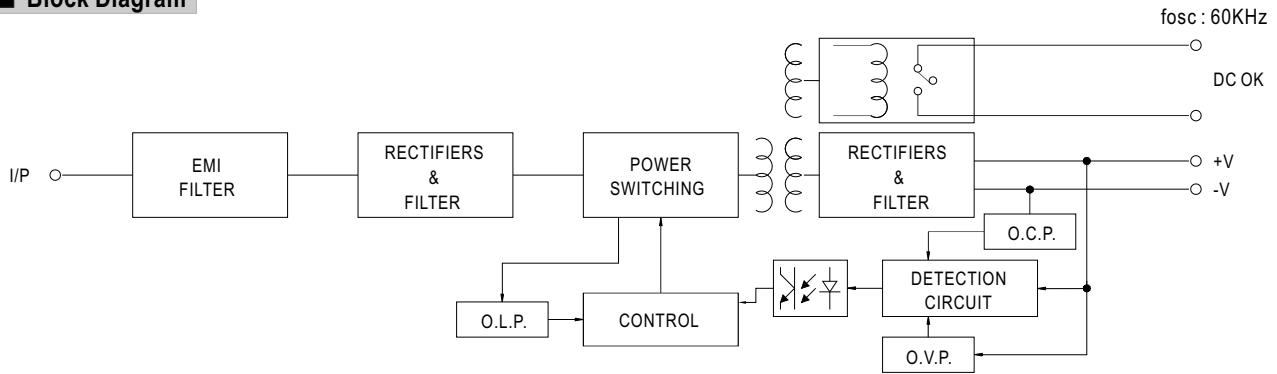 ■ Block Diagram
fosc : 60KHz
DC OK
I/P
EMI
FILTER
RECTIFIERS
&
FILTER
POWER
SWITCHING
RECTIFIERS
&
FILTER
+V
-V
O.C.P.
DETECTION
CIRCUIT
O.L.P.
CONTROL
O.V.P.